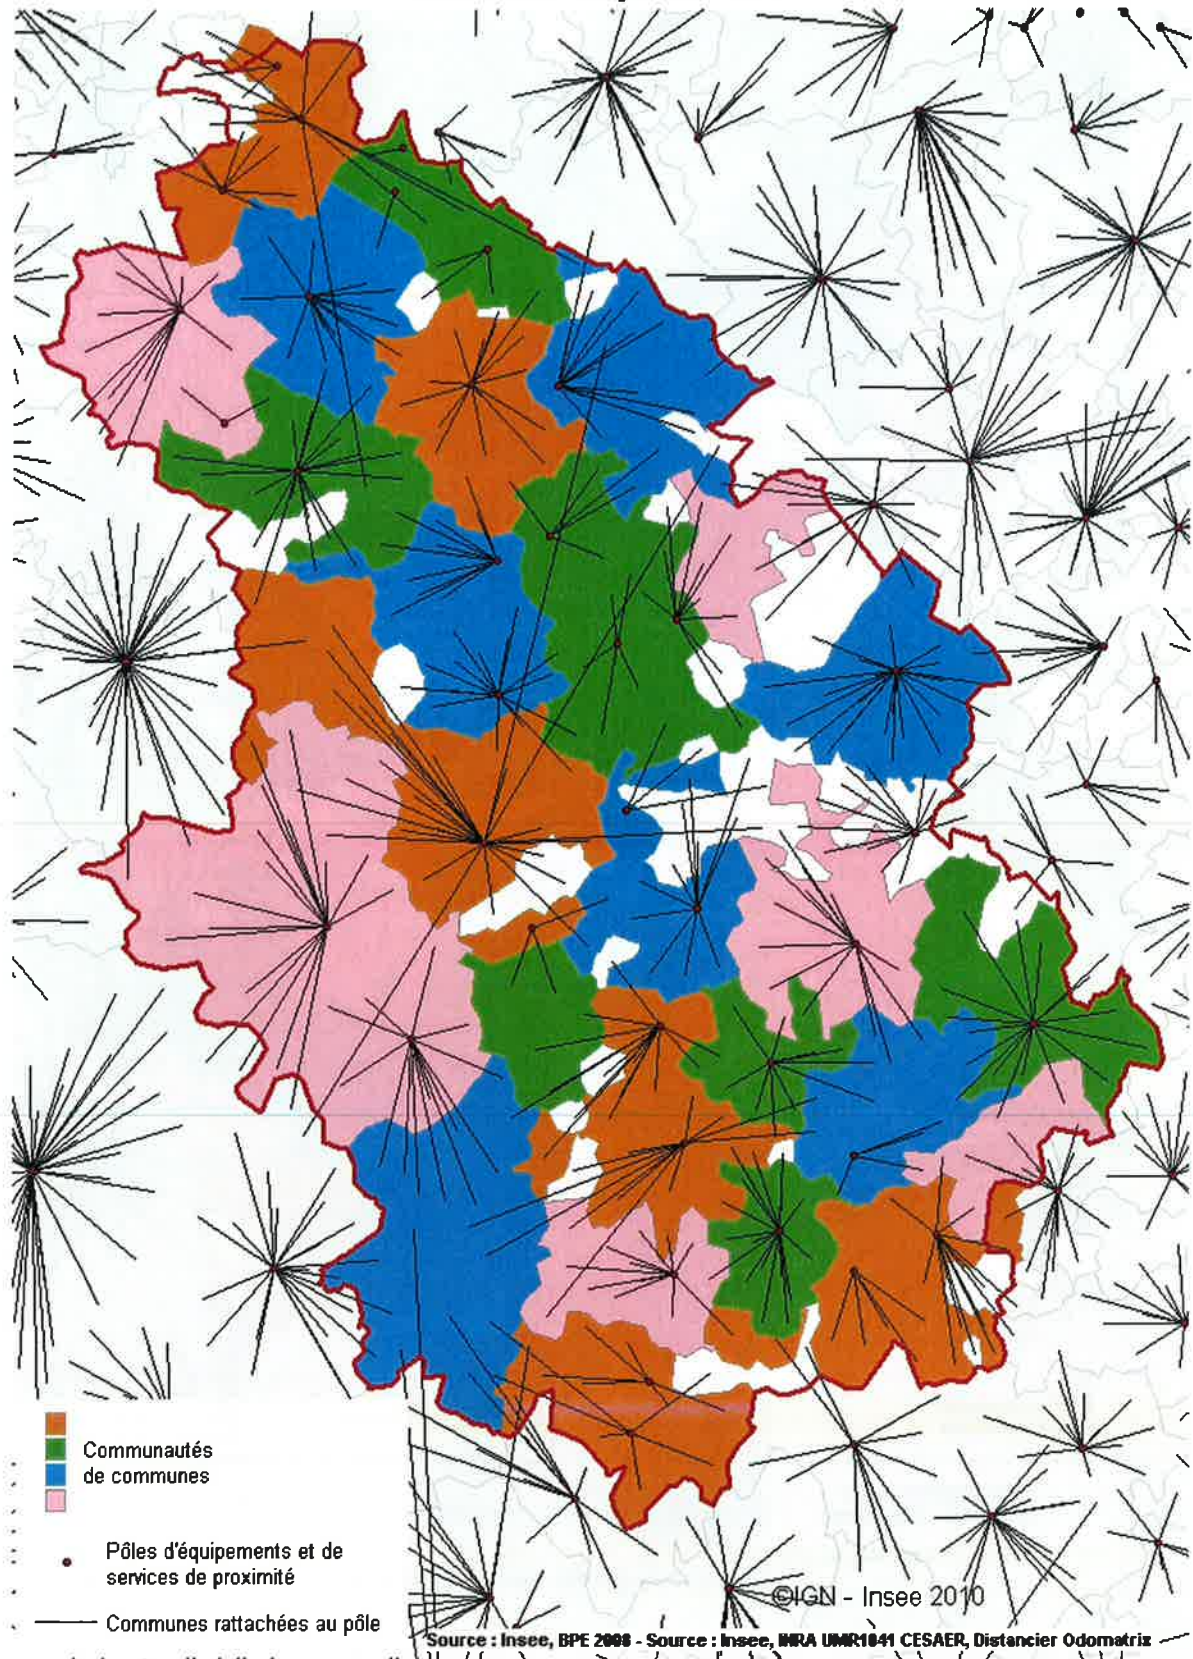 Communautés
de communes
Pôles d'équipements et de
services de proximité
Communes rattachées au pôle
©IGN - Insee 2010
Source : Insee, BPE 2008 - Source : Insee, INRA UMR1041 CESAER, Distancier Odomatrix